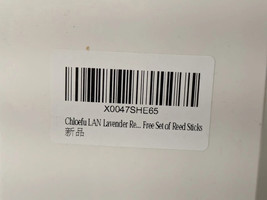 X0047SHE65
Chloefu LAN Lavender Re... Free Set of Reed Sticks
新品